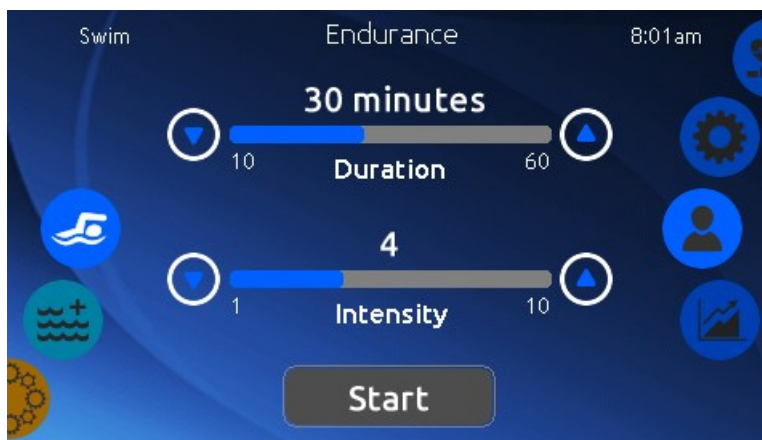 Swim Endurance 8:01am
30 minutes
10 Duration 60
4
1 Intensity 10
Start